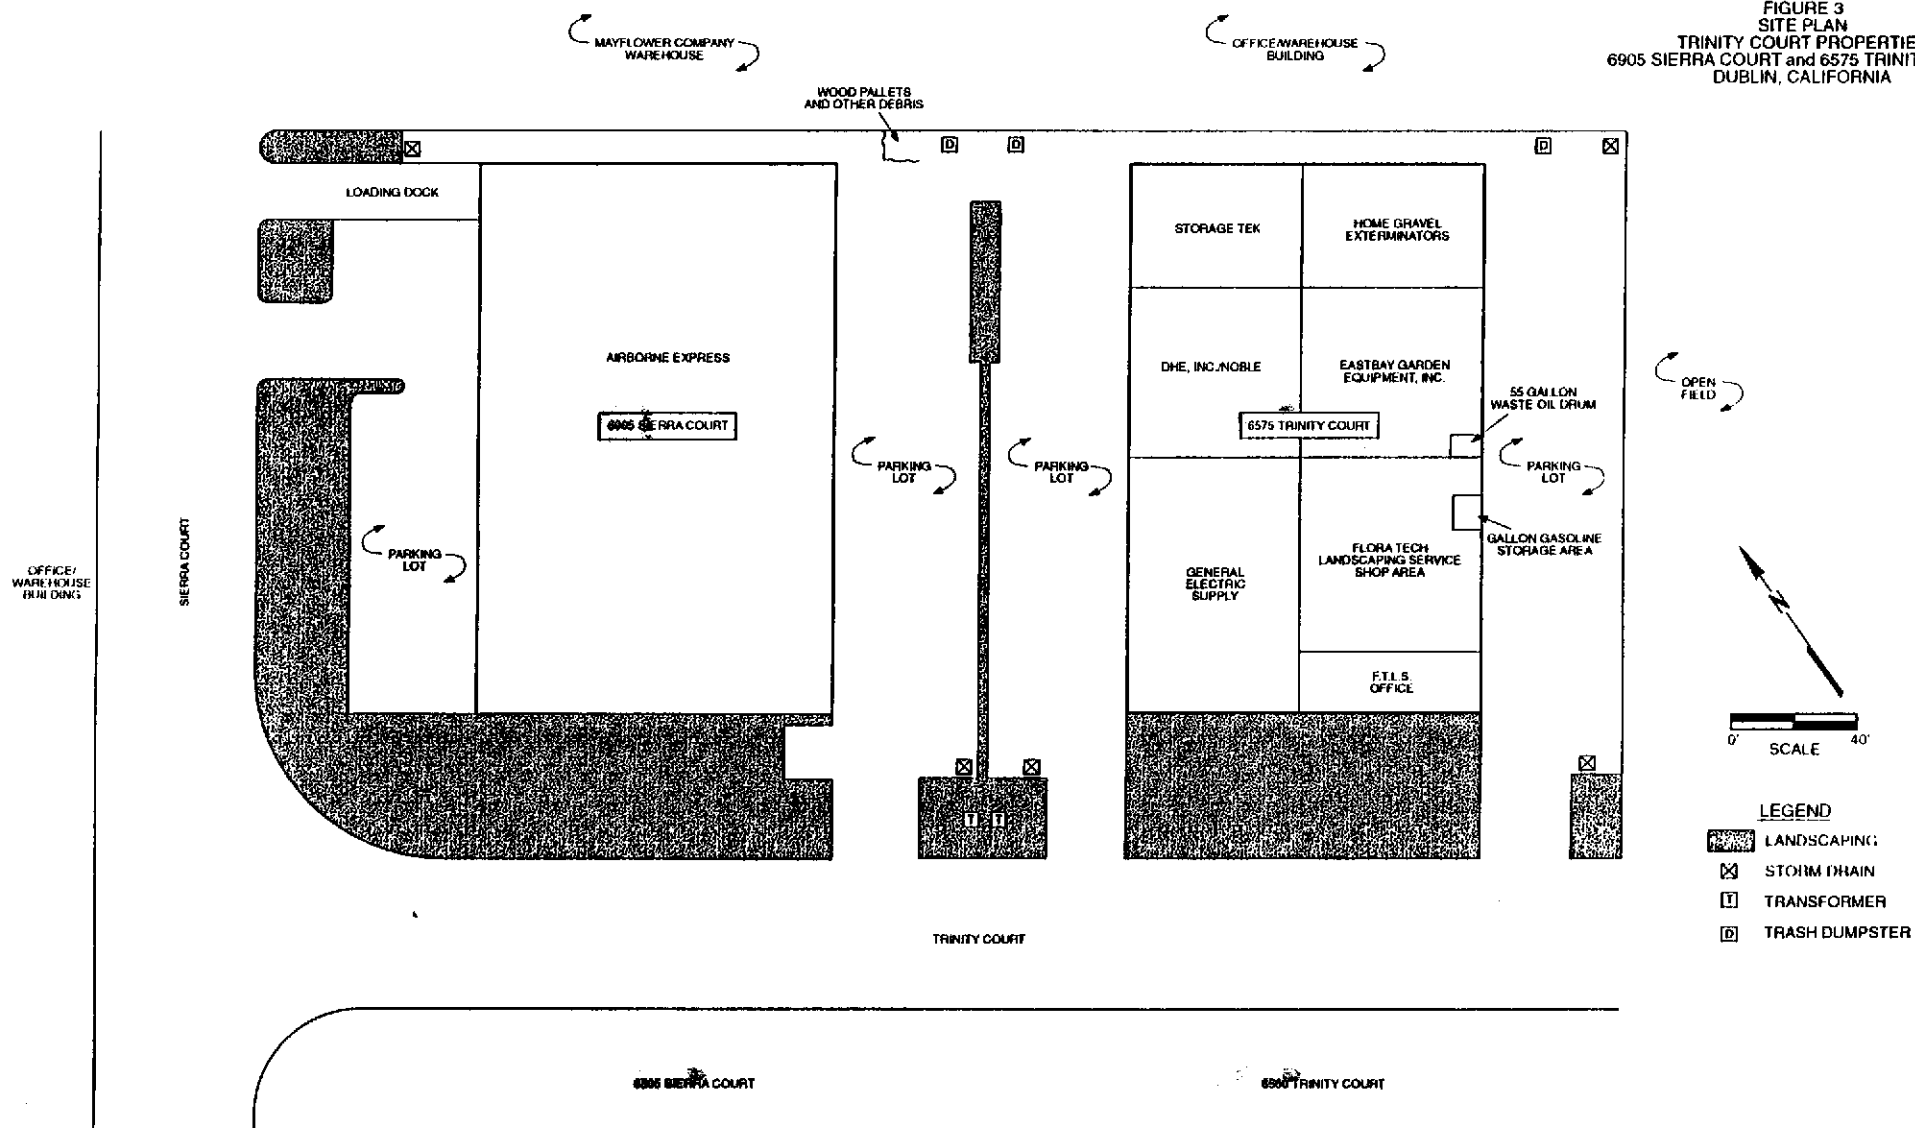 FIGURE 3
SITE PLAN
TRINITY COURT PROPERTIE
6905 SIERRA COURT and 6575 TRINIT
DUBLIN, CALIFORNIA
MAYFLOWER COMPANY
WAREHOUSE
OFFICE/WAREHOUSE
BUILDING
WOOD PALLETS
AND OTHER DEBRIS
D
D
D
LOADING DOCK
STORAGE TEK
HOME GRAVEL
EXTERMINATORS
AIRBORNE EXPRESS
6905 SIERRA COURT
DHE, INC./NOBLE
EASTBAY GARDEN
EQUIPMENT, INC.
6575 TRINITY COURT
55 GALLON
WASTE OIL DRUM
OPEN
FIELD
PARKING
LOT
PARKING
LOT
PARKING
LOT
PARKING
LOT
GALLON GASOLINE
STORAGE AREA
GENERAL
ELECTRIC
SUPPLY
FLORA TECH
LANDSCAPING SERVICE
SHOP AREA
F.T.L.S.
OFFICE
OFFICE/
WAREHOUSE
BUILDING
SIERRA COURT
T
T
N
0'
40'
SCALE
LEGEND
LANDSCAPING
STORM DRAIN
T
TRANSFORMER
D
TRASH DUMPSTER
TRINITY COURT
SIERRA COURT
TRINITY COURT